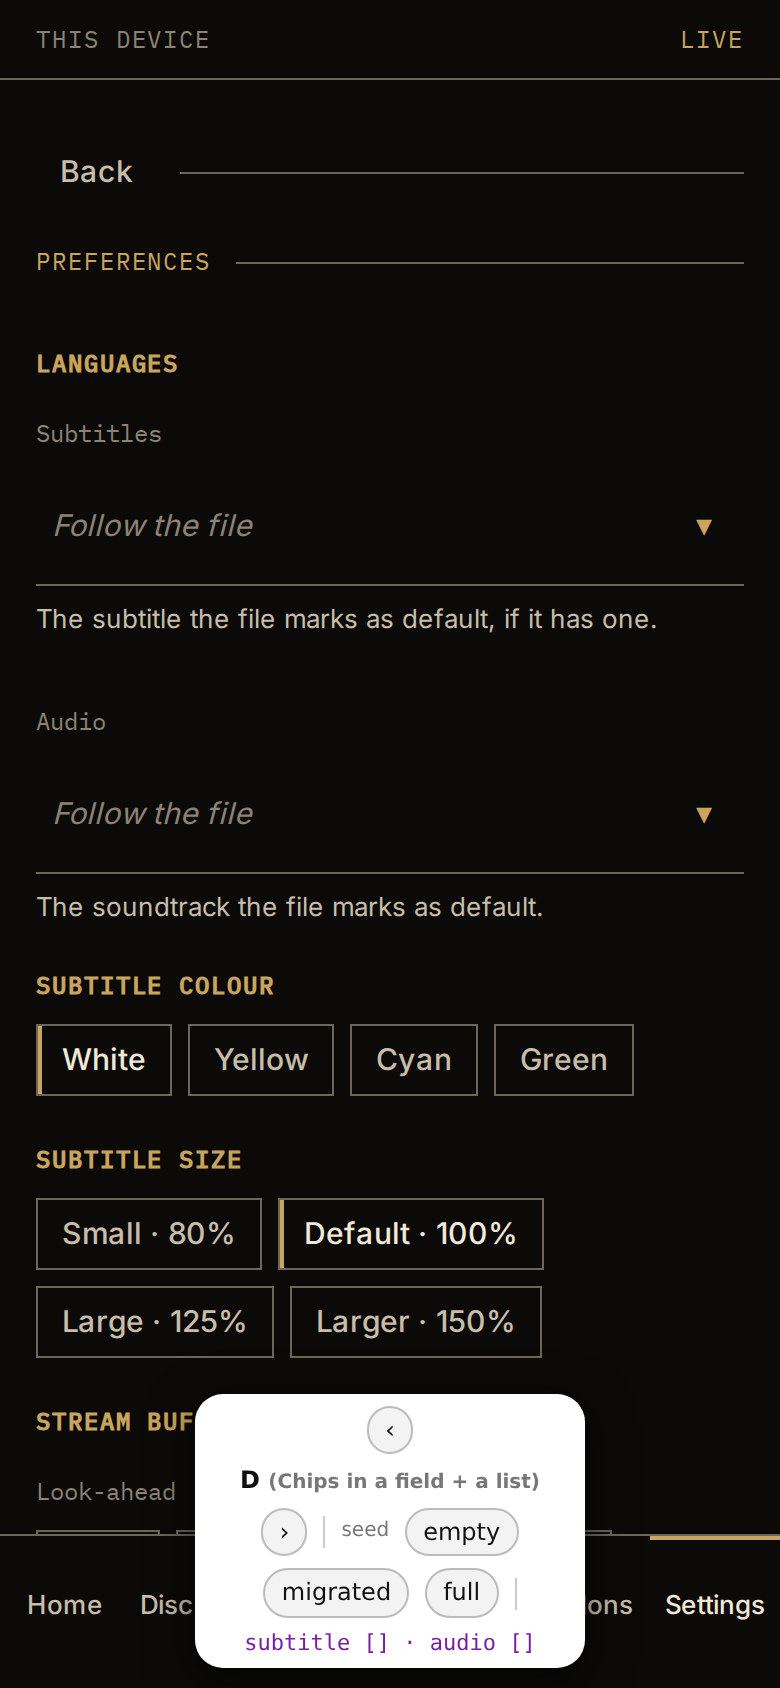 THIS DEVICE LIVE
Back
PREFERENCES
LANGUAGES
Subtitles
Follow the file ▼
The subtitle the file marks as default, if it has one.
Audio
Follow the file ▼
The soundtrack the file marks as default.
SUBTITLE COLOUR
White Yellow Cyan Green
SUBTITLE SIZE
Small · 80% Default · 100%
Large · 125% Larger · 150%
STREAM BUF
‹
D (Chips in a field + a list)
Look-ahead
› seed empty
migrated full
Home Disc ions Settings
subtitle [] · audio []